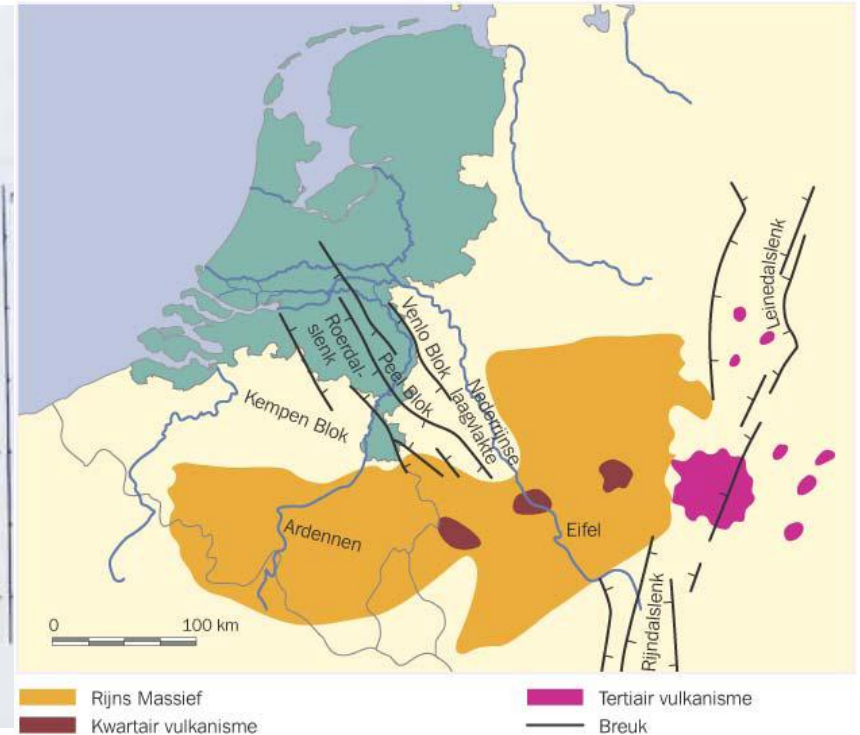 Leinedalslenk
Venlo Blok
Roerdal-
slenk
Peel Blok
Nederrijnse
laagvlakte
Kempen Blok
Ardennen
Eifel
Rijndalslenk
0 100 km
Rijns Massief
Tertiair vulkanisme
Kwartair vulkanisme
Breuk